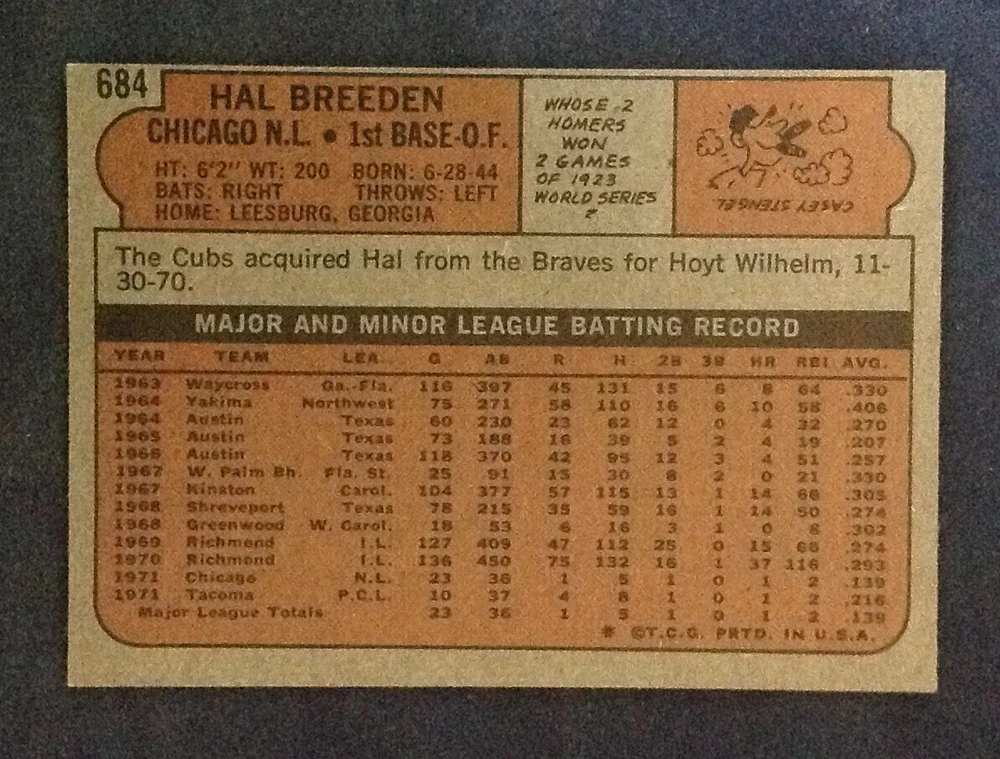 684
HAL BREEDEN
CHICAGO N.L. • 1st BASE-O.F.
HT: 6'2" WT: 200 BORN: 6-28-44
BATS: RIGHT THROWS: LEFT
HOME: LEESBURG, GEORGIA
WHOSE 2
HOMERS
WON
2 GAMES
OF 1923
WORLD SERIES
?
CASEY STENGEL
The Cubs acquired Hal from the Braves for Hoyt Wilhelm, 11-
30-70.
MAJOR AND MINOR LEAGUE BATTING RECORD
YEAR TEAM LEA. G AB R H 2B 3B HR RBI AVG.
1963 Waycross Ga.-Fla. 116 397 45 131 15 6 8 64 .330
1964 Yakima Northwest 75 271 58 110 16 6 10 58 .406
1964 Austin Texas 60 230 23 62 12 0 4 32 .270
1965 Austin Texas 73 188 16 39 5 2 4 19 .207
1966 Austin Texas 118 370 42 95 12 3 4 51 .257
1967 W. Palm Bh. Fla. St. 25 91 15 30 8 2 0 21 .330
1967 Kinston Carol. 104 377 57 115 13 1 14 66 .305
1968 Shreveport Texas 78 215 35 59 16 1 14 50 .274
1968 Greenwood W. Carol. 18 53 6 16 3 1 0 8 .302
1969 Richmond I.L. 127 409 47 112 25 0 15 66 .274
1970 Richmond I.L. 136 450 75 132 16 1 37 116 .293
1971 Chicago N.L. 23 36 1 5 1 0 1 2 .139
1971 Tacoma P.C.L. 10 37 4 8 1 0 1 2 .216
Major League Totals 23 36 1 5 1 0 1 2 .139
* ©T.C.G. PRTD. IN U.S.A.